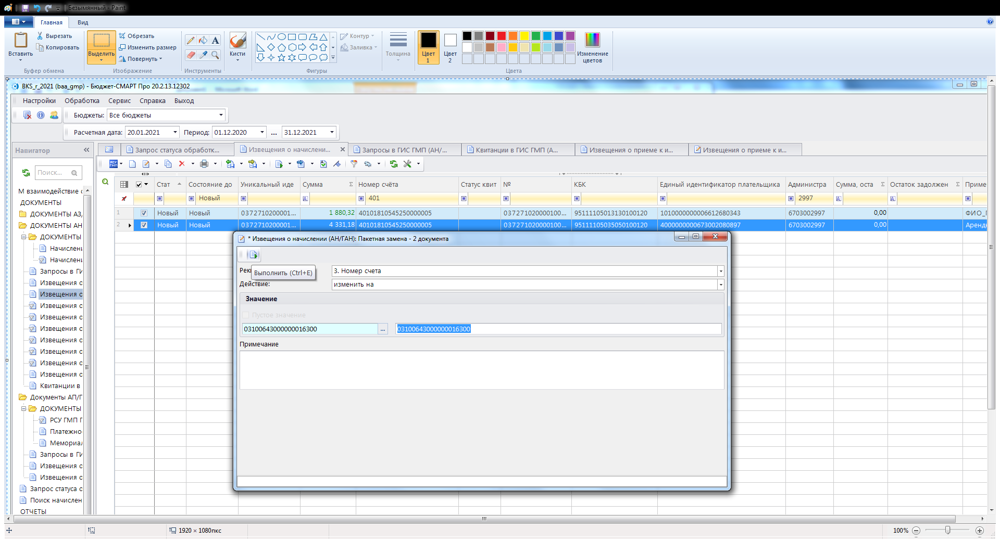 Безымянный - Paint
Главная Вид
Вставить
Вырезать
Копировать
Буфер обмена
Выделить
Обрезать
Изменить размер
Повернуть
Изображение
Инструменты
Кисти
Контур
Заливка
Фигуры
Толщина
Цвет 1
Цвет 2
Изменение цветов
Цвета
BKS_r_2021 (baa_gmp) - Бюджет-СМАРТ Про 20.2.13.12302
Настройки Обработка Сервис Справка Выход
Бюджеты: Все бюджеты
Расчетная дата: 20.01.2021 Период: 01.12.2020 ... 31.12.2021
Навигатор «
Запрос статуса обработк... Извещения о начислени... Запросы в ГИС ГМП (АН/... Квитанции в ГИС ГМП (А... Извещения о приеме к и... Извещения о приеме к и...
Поиск...
РСУ ГМП
Стат Состояние до Уникальный иде Сумма Σ Номер счёта Статус квит № КБК Единый идентификатор плательщика Администра Сумма, оста Σ Остаток задолжен Σ Приме
Новый 401 2997
1 Новый Новый 0372710200001... 1 880,32 40101810545250000005 037271020000100... 95111105013130100120 1010000000006612680343 6703002997 0,00 ФИО_П
2 Новый Новый 0372710200001... 4 331,18 40101810545250000005 037271020000100... 95111105035050100120 4000000000673002080897 6703002997 0,00 Аренд
М взаимодействие с
ДОКУМЕНТЫ
ДОКУМЕНТЫ АЗ/
ДОКУМЕНТЫ АН
ДОКУМЕНТЫ
Начислени
Начислени
Запросы в ГИ
Извещения о
Извещения о
Извещения о
Извещения о
Извещения о
Извещения о
Извещения о
Извещения о
Извещения о
Квитанции в
Документы АП/Г
ДОКУМЕНТЫ
РСУ ГМП Г
Платежно
Мемориал
Запросы в ГИ
Извещения о
Извещения о
Запрос статуса о
Поиск начислен
ОТЧЕТЫ
* Извещения о начислении (АН/ГАН): Пакетная замена - 2 документа
Рек
Выполнить (Ctrl+E)
3. Номер счета
Действие: изменить на
Значение
Пустое значение
03100643000000016300 ... 03100643000000016300
Примечание
1920 × 1080пкс
100%